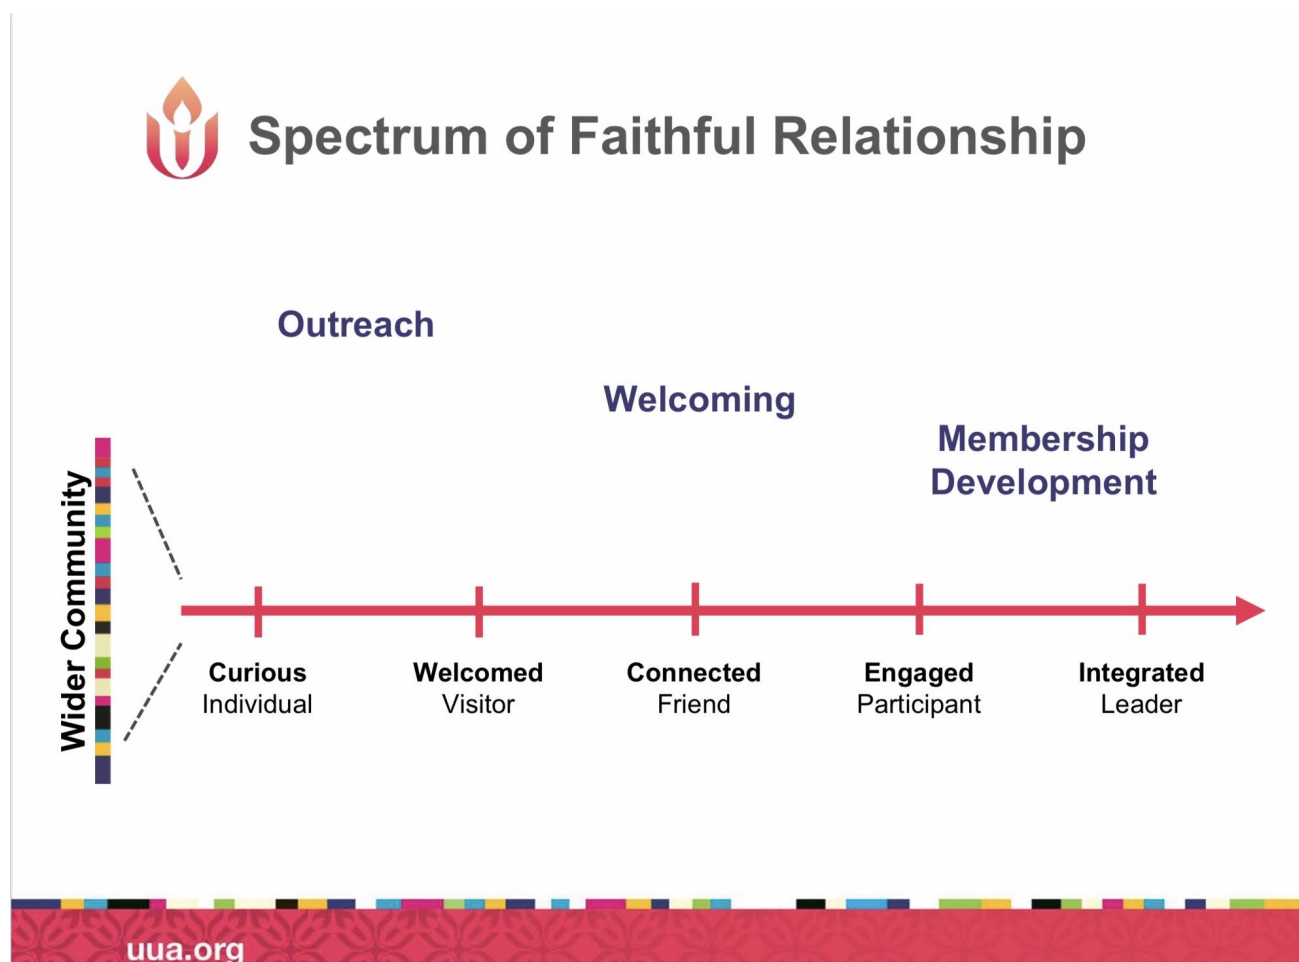 Spectrum of Faithful Relationship
Outreach
Welcoming
Membership
Development
Wider Community
Curious
Individual
Welcomed
Visitor
Connected
Friend
Engaged
Participant
Integrated
Leader
uua.org